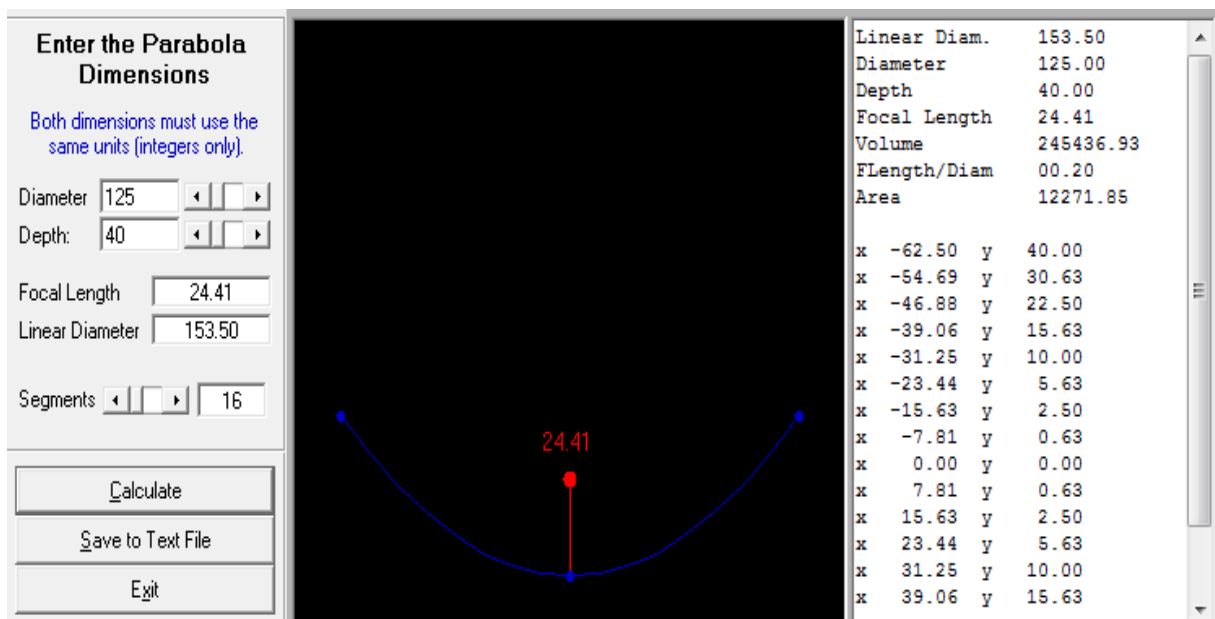 Enter the Parabola
Dimensions
Both dimensions must use the
same units (integers only).
Diameter 125
Depth: 40
Focal Length 24.41
Linear Diameter 153.50
Segments 16
Calculate
Save to Text File
Exit
24.41
Linear Diam. 153.50
Diameter 125.00
Depth 40.00
Focal Length 24.41
Volume 245436.93
FLength/Diam 00.20
Area 12271.85
x -62.50 y 40.00
x -54.69 y 30.63
x -46.88 y 22.50
x -39.06 y 15.63
x -31.25 y 10.00
x -23.44 y 5.63
x -15.63 y 2.50
x -7.81 y 0.63
x 0.00 y 0.00
x 7.81 y 0.63
x 15.63 y 2.50
x 23.44 y 5.63
x 31.25 y 10.00
x 39.06 y 15.63